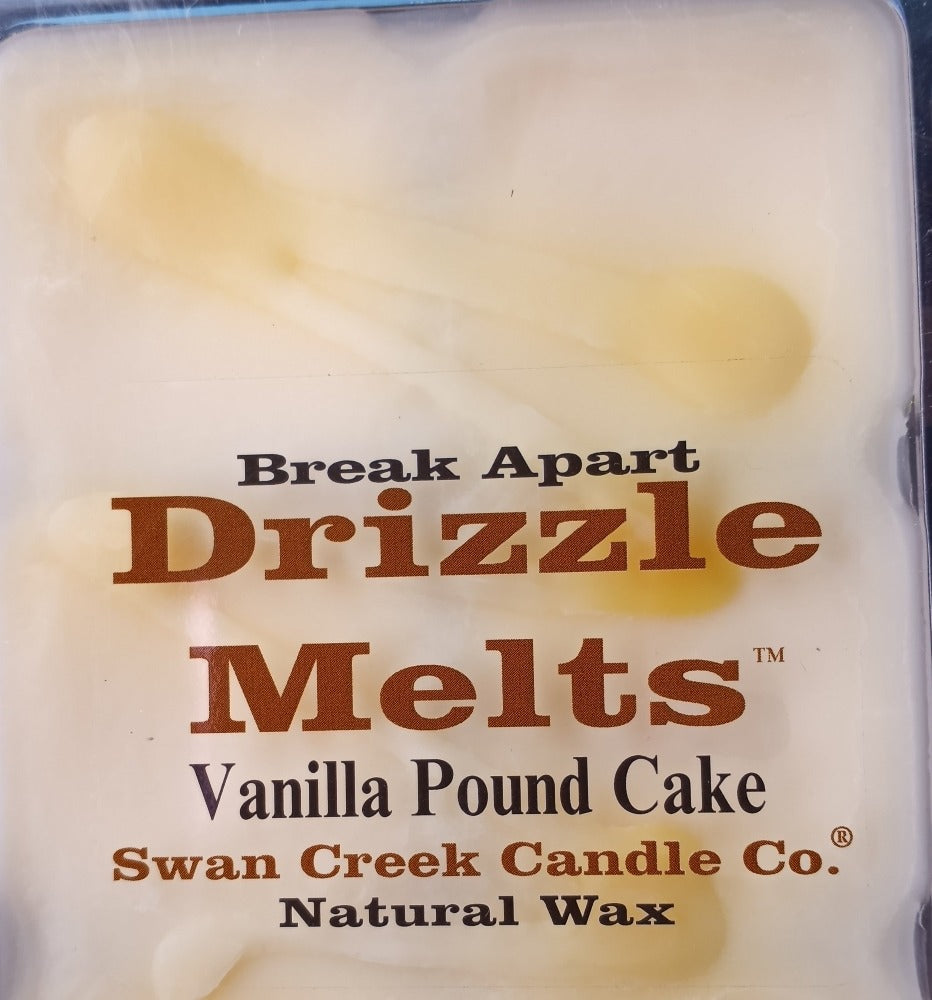 Break Apart
Drizzle
Melts™
Vanilla Pound Cake
Swan Creek Candle Co.®
Natural Wax